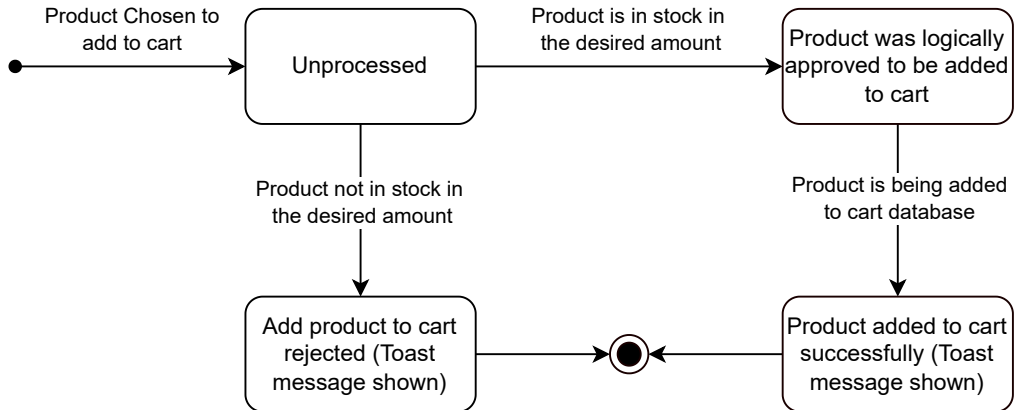 Product Chosen to
add to cart
Unprocessed
Product is in stock in
the desired amount
Product was logically
approved to be added
to cart
Product not in stock in
the desired amount
Product is being added
to cart database
Add product to cart
rejected (Toast
message shown)
Product added to cart
successfully (Toast
message shown)